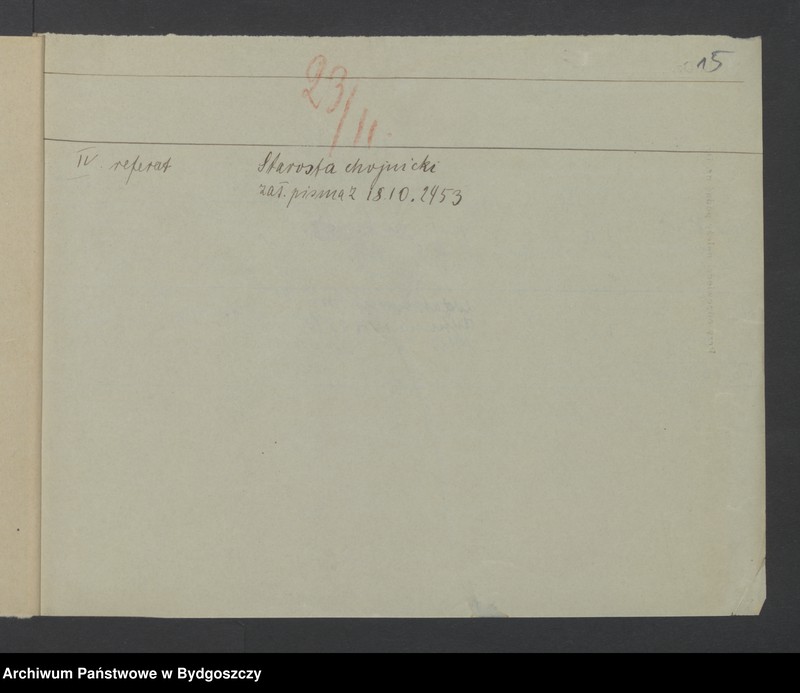 15
23/11.
IV. referat
Starosta chojnicki
zał. pisma z 18.10. 2453
Archiwum Państwowe w Bydgoszczy